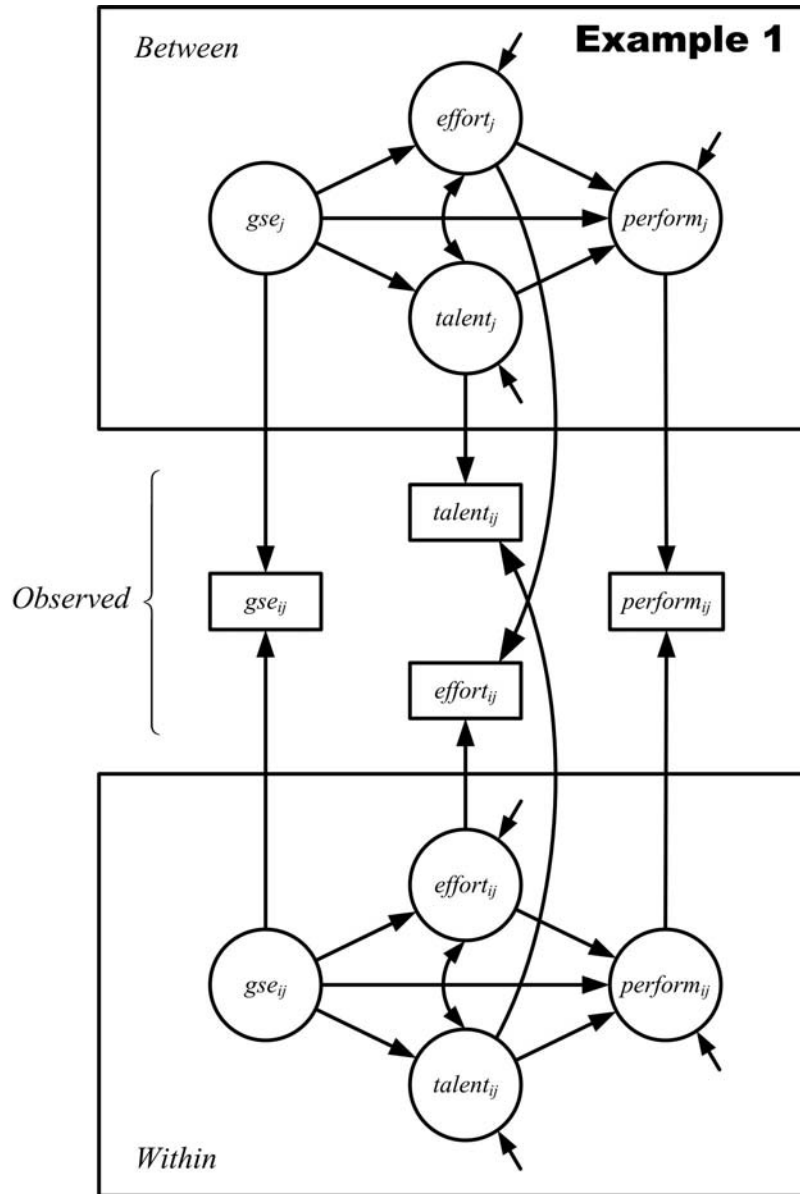 Between
Example 1
effortj
gsej
performj
talentj
talentij
Observed
gseij
performij
effortij
effortij
gseij
performij
talentij
Within